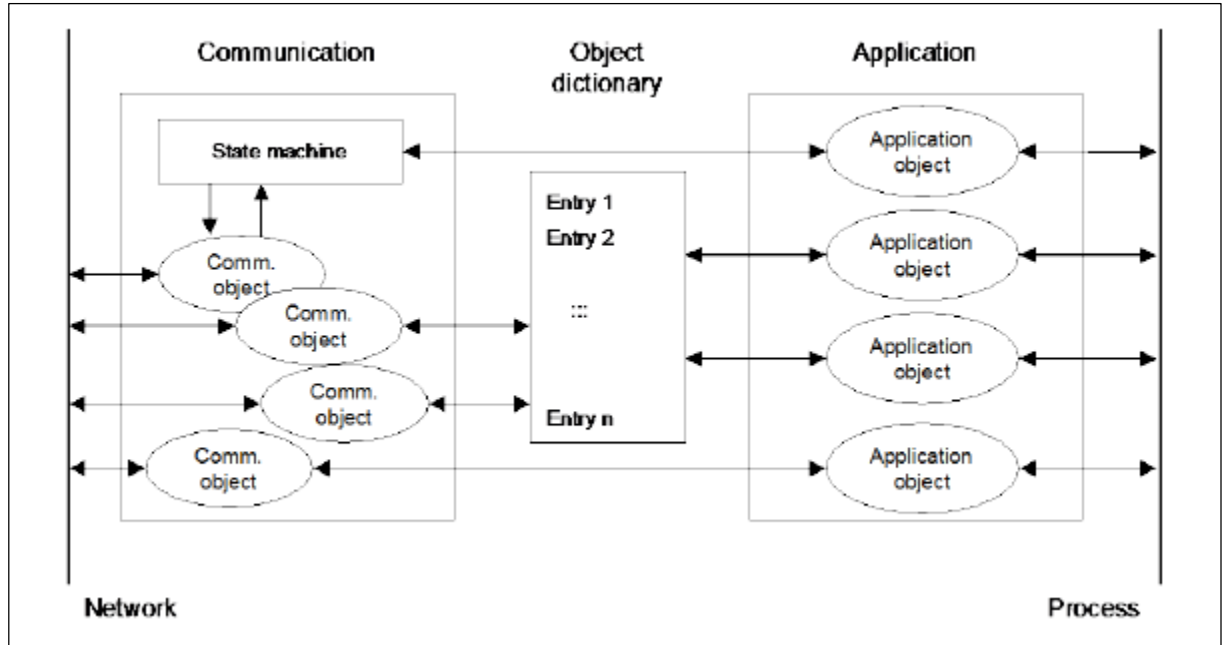 Communication
Object
dictionary
Application
State machine
Comm.
object
Comm.
object
Comm.
object
Comm.
object
Entry 1
Entry 2
:::
Entry n
Application
object
Application
object
Application
object
Application
object
Network
Process